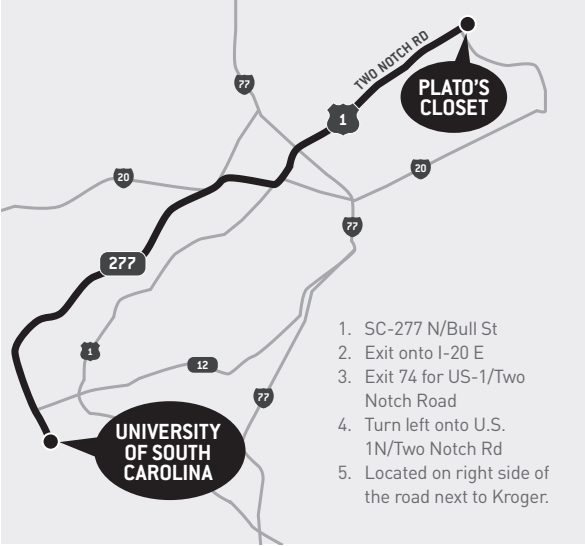 TWO NOTCH RD
PLATO'S
CLOSET
77
1
20
20
77
277
1
12
77
UNIVERSITY
OF SOUTH
CAROLINA
1. SC-277 N/Bull St
2. Exit onto I-20 E
3. Exit 74 for US-1/Two
Notch Road
4. Turn left onto U.S.
1N/Two Notch Rd
5. Located on right side of
the road next to Kroger.